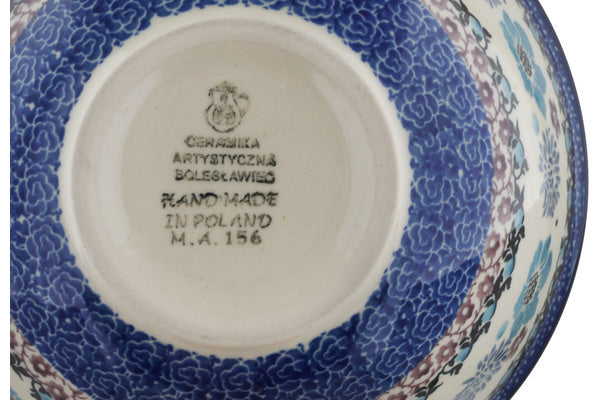 CERAMIKA
ARTYSTYCZNA
BOLESŁAWIEC
HAND MADE
IN POLAND
M.A. 156